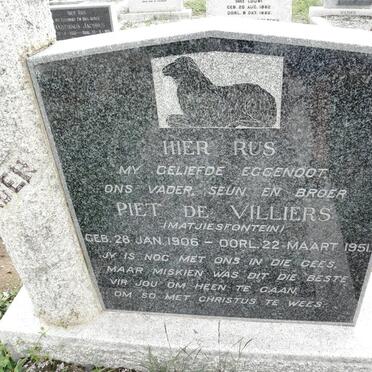 HIER RUS
MY GELIEFDE EGGENOOT,
ONS VADER, SEUN EN BROER
PIET DE VILLIERS
(MATJIESFONTEIN)
GEB. 28 JAN. 1906 – OORL. 22-MAART 1951.
JY IS NOG MET ONS IN DIE GEES,
MAAR MISKIEN WAS DIT DIE BESTE
VIR JOU OM HEEN TE GAAN,
OM SO MET CHRISTUS TE WEES.